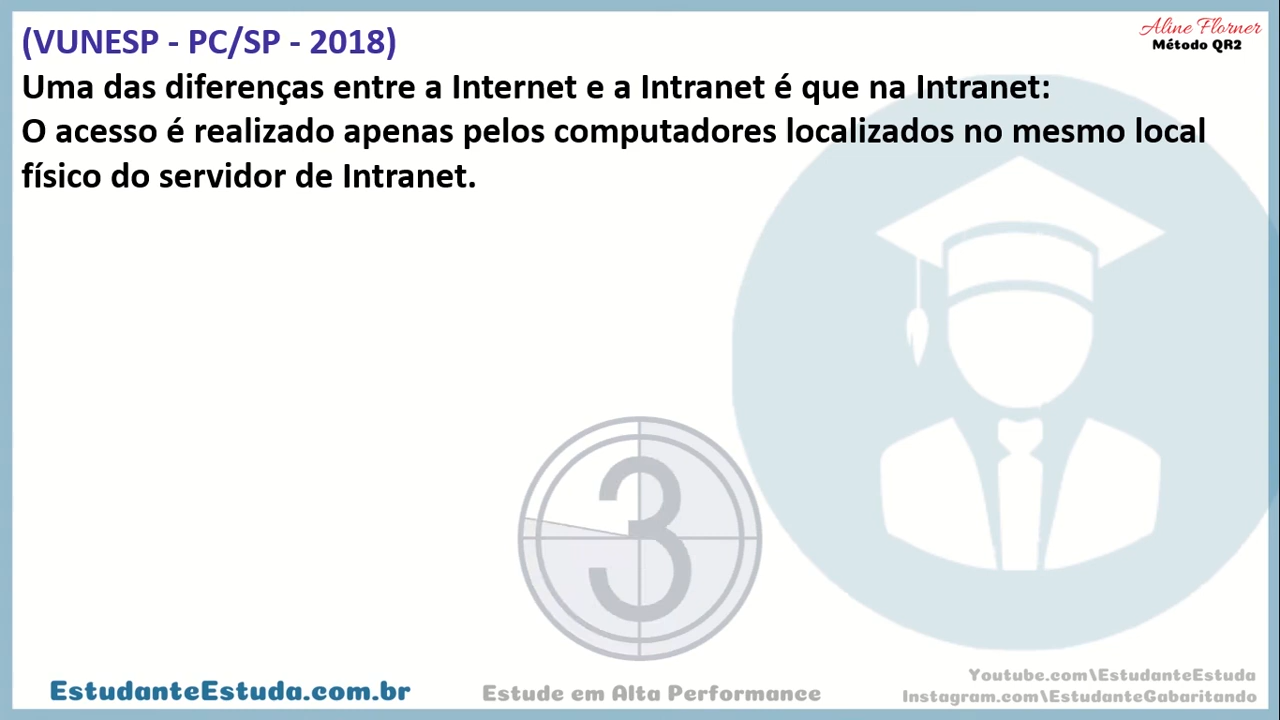 (VUNESP - PC/SP - 2018)
Aline Florner
Método QR2
Uma das diferenças entre a Internet e a Intranet é que na Intranet:
O acesso é realizado apenas pelos computadores localizados no mesmo local
físico do servidor de Intranet.
3
EstudanteEstuda.com.br
Estude em Alta Performance
Youtube.com\EstudanteEstuda
Instagram.com\EstudanteGabaritando